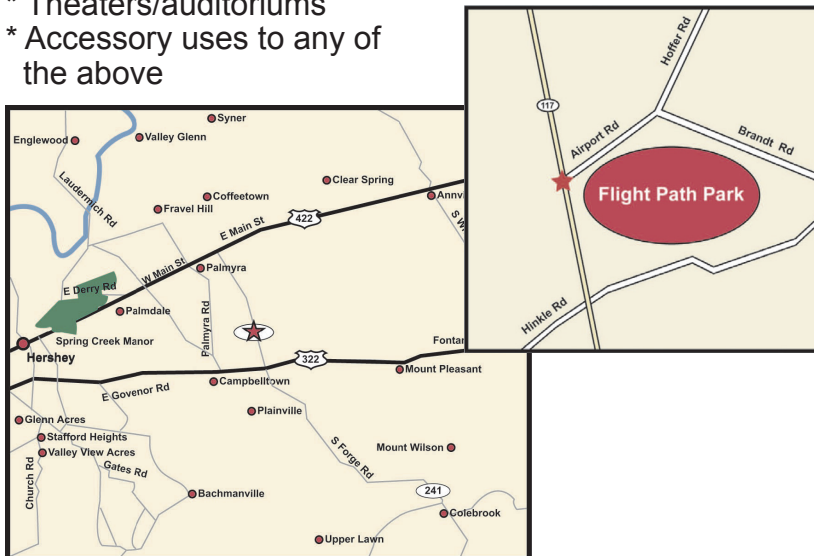 * Theaters/auditoriums
* Accessory uses to any of
the above
Hoffer Rd
117
Airport Rd
Brandt Rd
Flight Path Park
Hinkle Rd
Syner
Englewood
Valley Glenn
Laudermich Rd
Clear Spring
Coffeetown
Fravel Hill
E Main St
422
W Main St
Palmyra
E Derry Rd
Palmdale
Palmyra Rd
Spring Creek Manor
Hershey
322
Mount Pleasant
Campbelltown
E Govenor Rd
Plainville
Glenn Acres
Stafford Heights
Valley View Acres
Gates Rd
Church Rd
S Forge Rd
Mount Wilson
Bachmanville
241
Colebrook
Upper Lawn